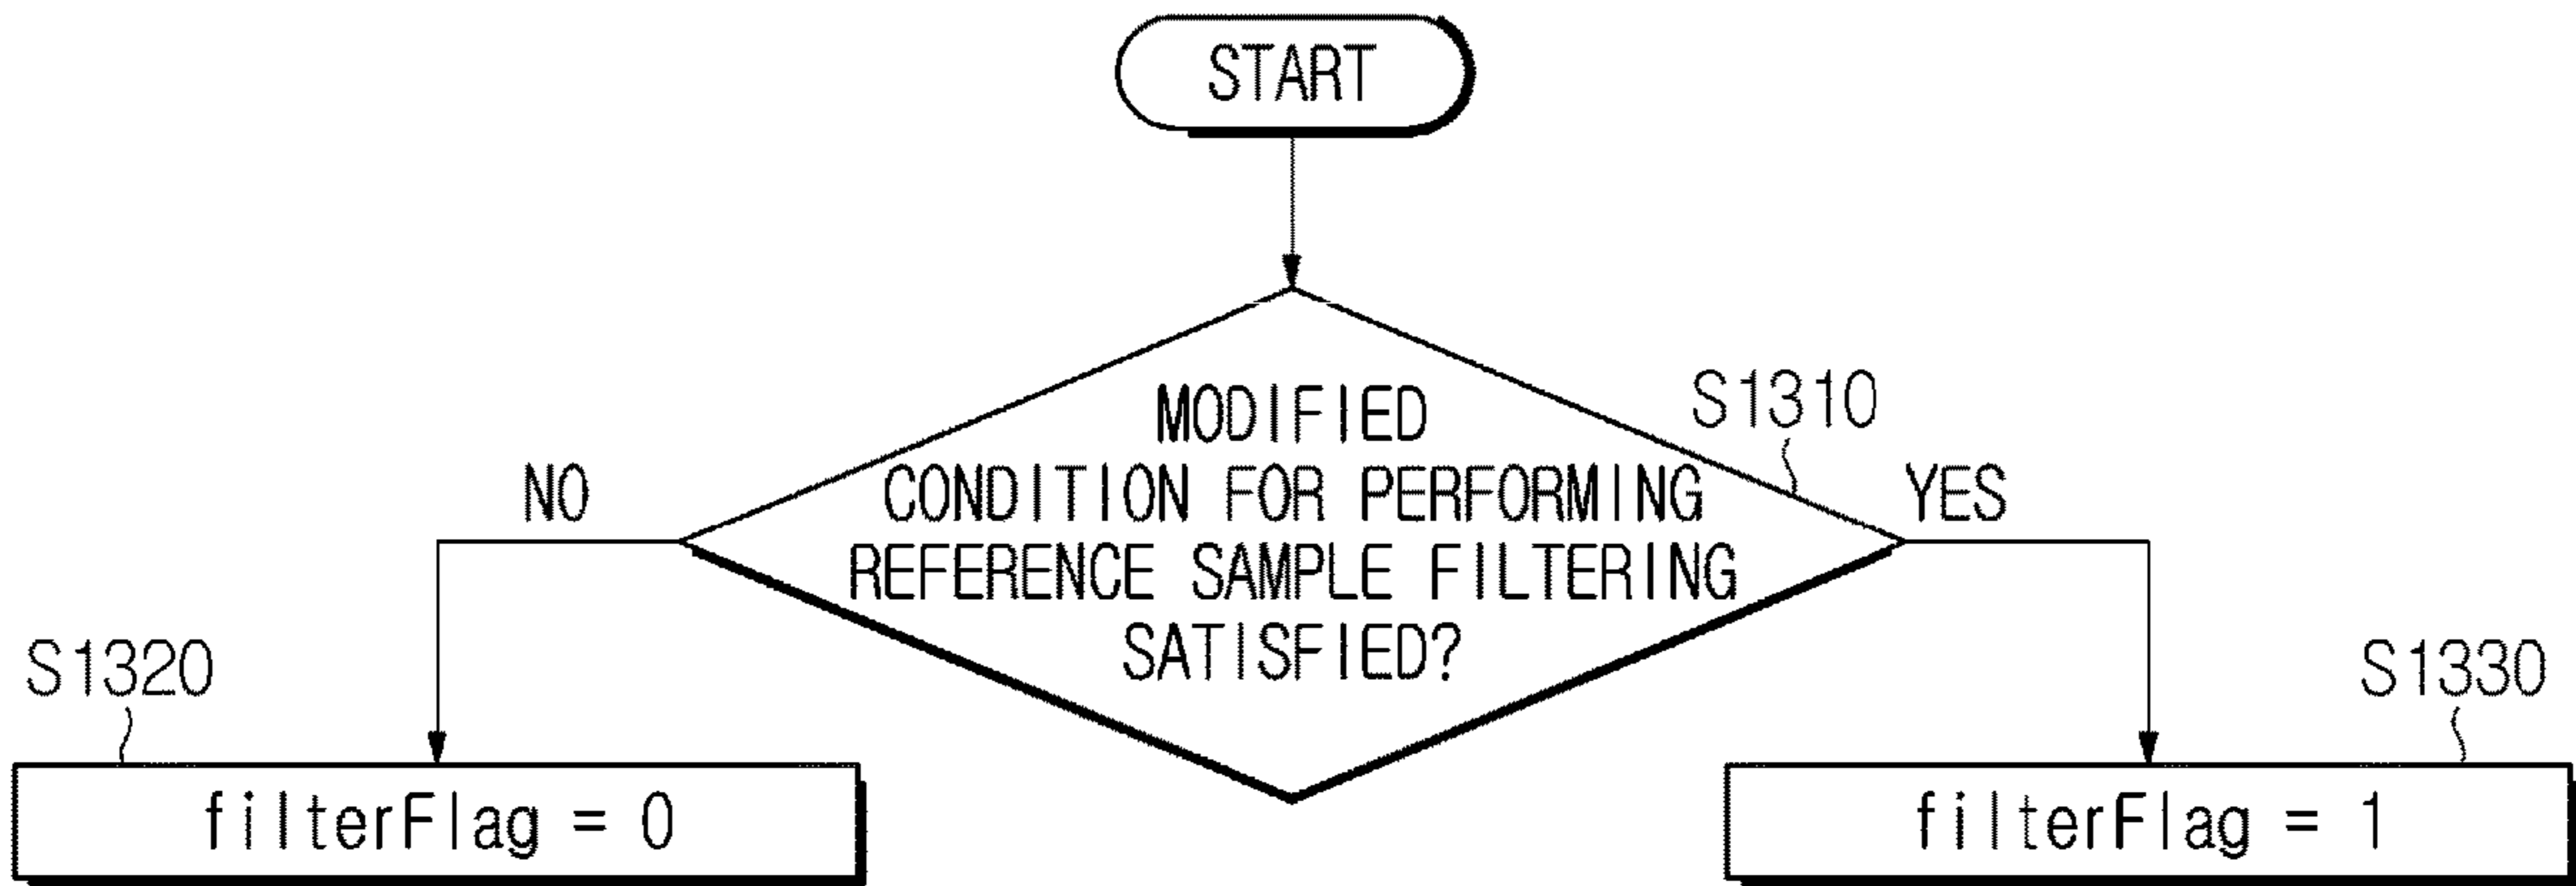 START
MODIFIED
CONDITION FOR PERFORMING
REFERENCE SAMPLE FILTERING
SATISFIED?
S1310
NO
YES
S1320
filterFlag = 0
S1330
filterFlag = 1